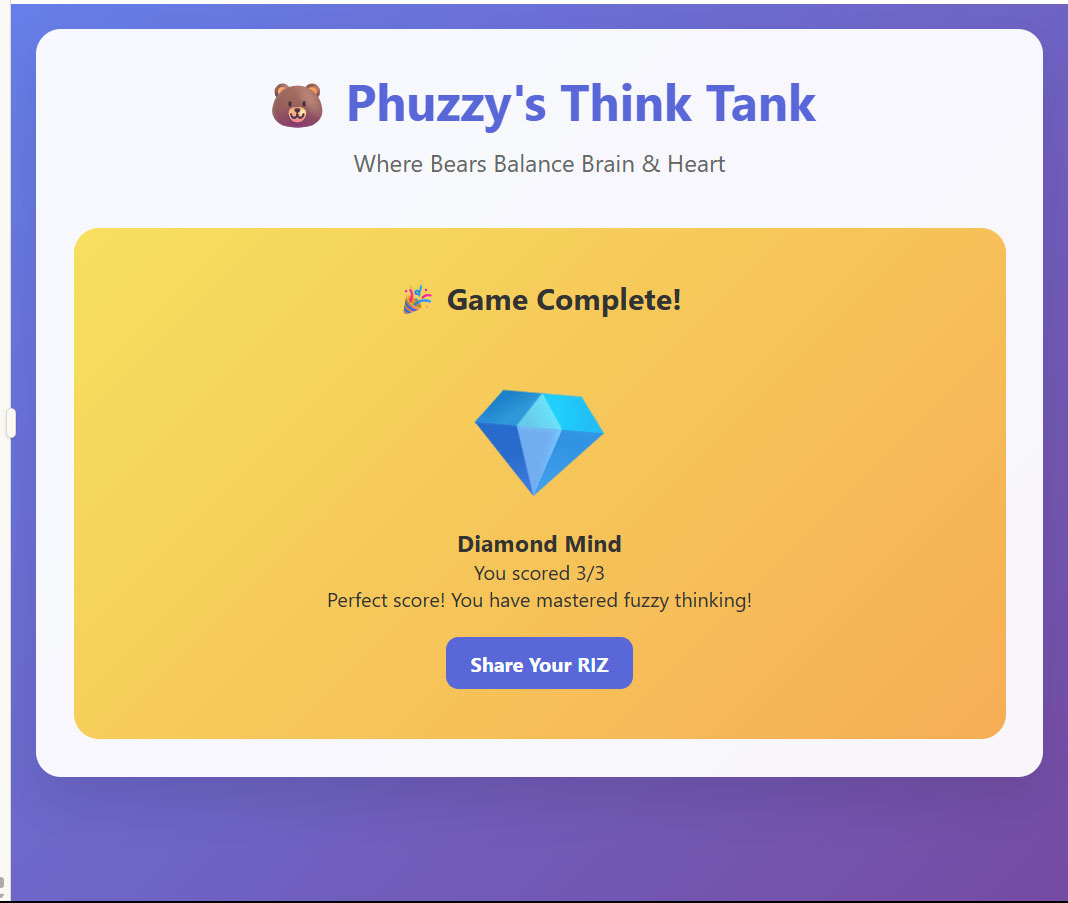 Phuzzy's Think Tank
Where Bears Balance Brain & Heart
Game Complete!
Diamond Mind
You scored 3/3
Perfect score! You have mastered fuzzy thinking!
Share Your RIZ